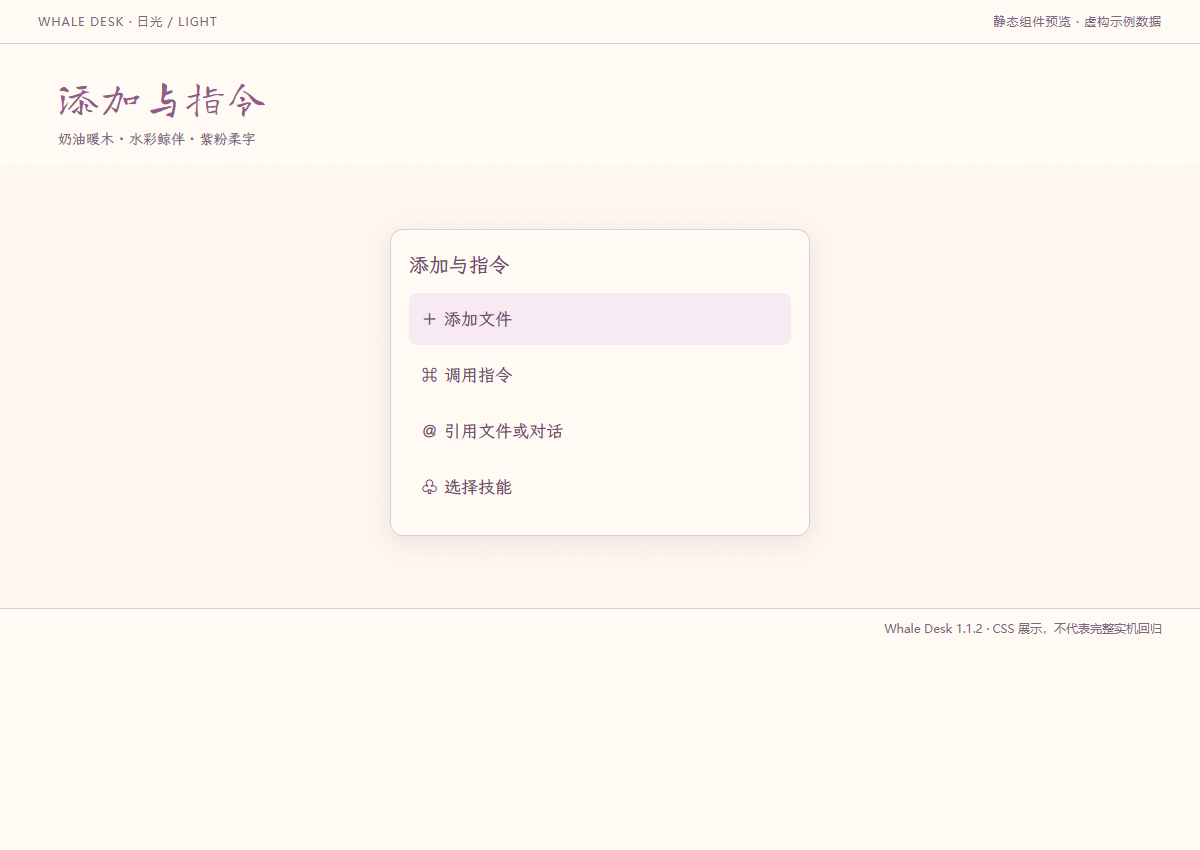 WHALE DESK · 日光 / LIGHT
静态组件预览 · 虚构示例数据
添加与指令
奶油暖木 · 水彩鲸伴 · 紫粉柔字
添加与指令
＋ 添加文件
⌘ 调用指令
@ 引用文件或对话
♧ 选择技能
Whale Desk 1.1.2 · CSS 展示，不代表完整实机回归